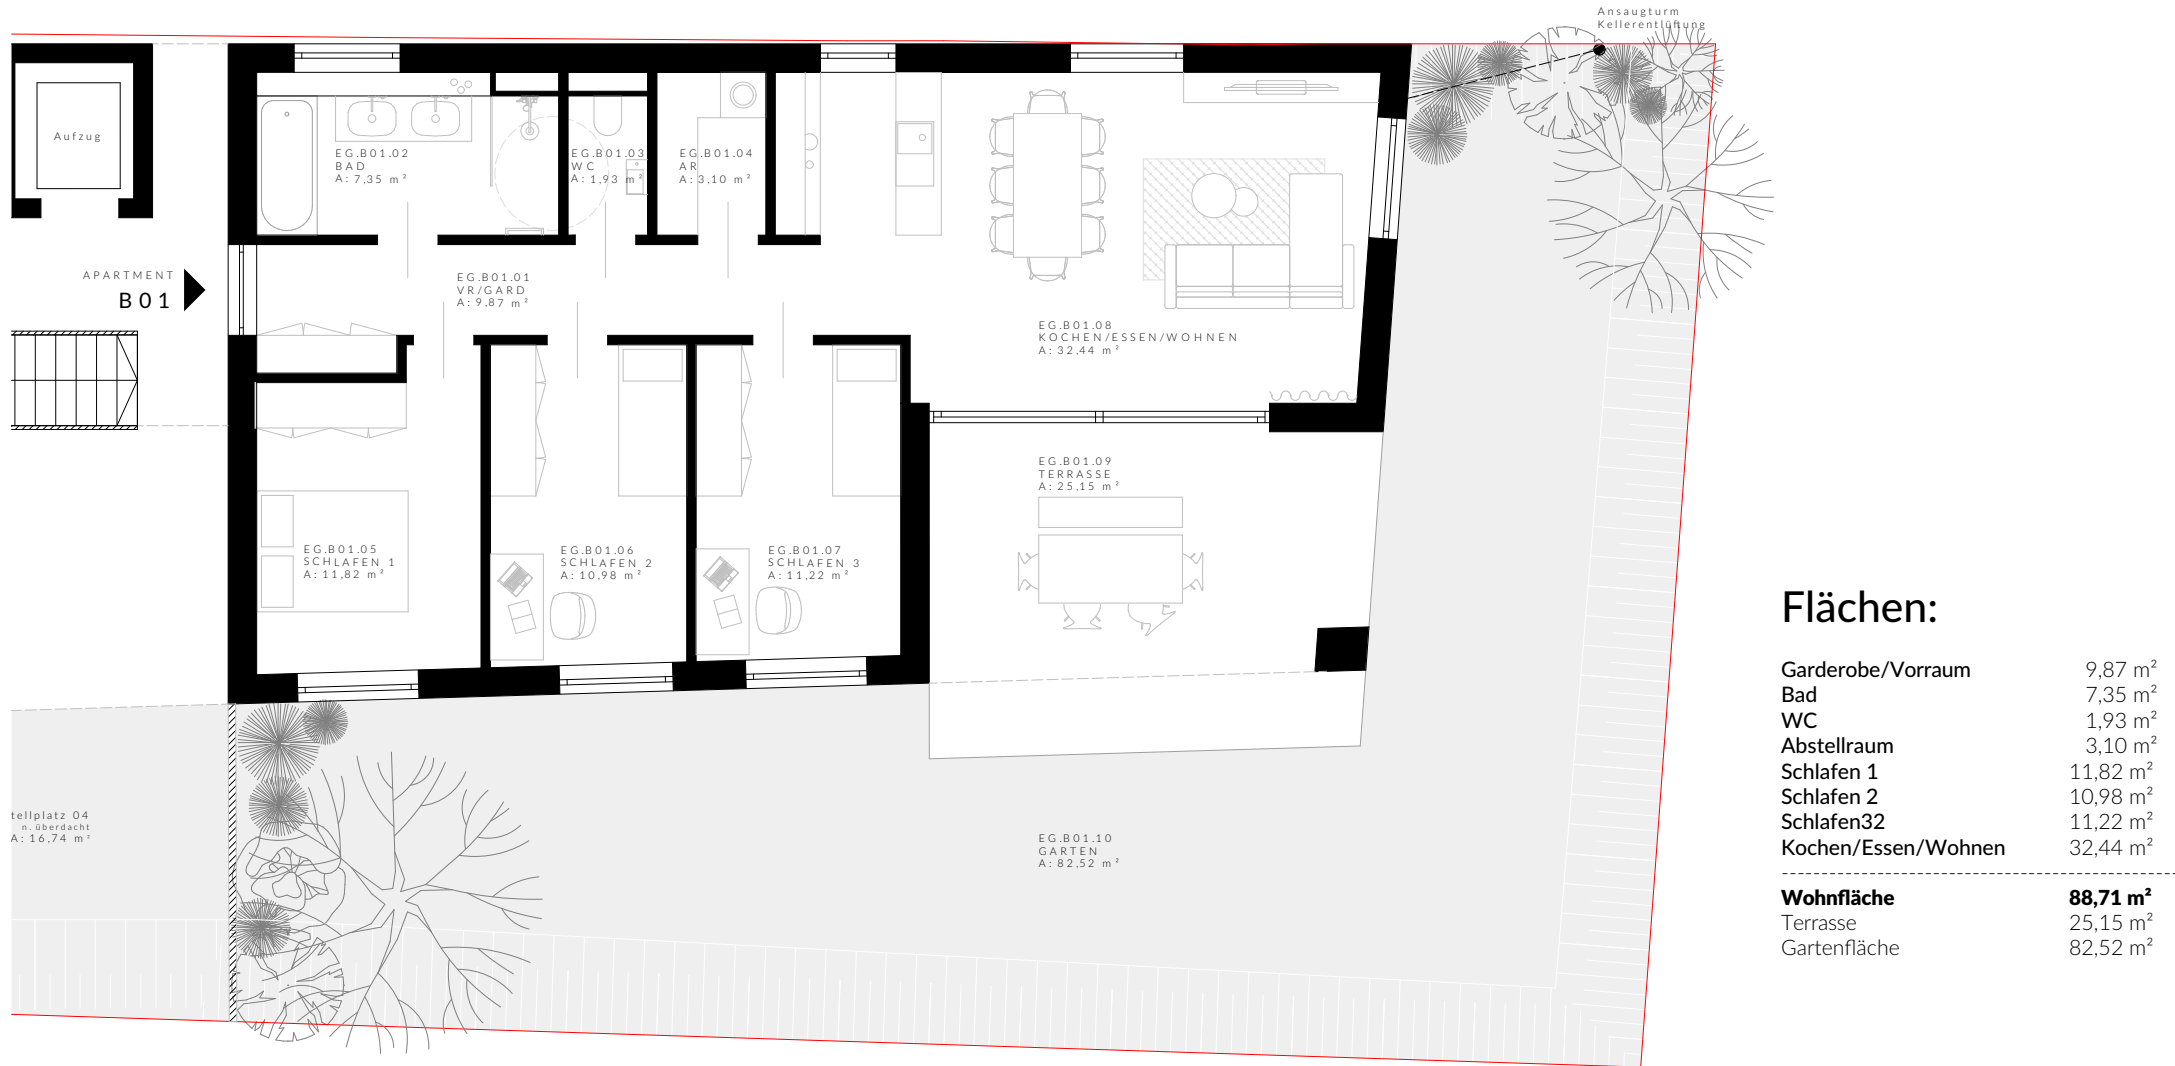 Ansaugturm
Kellerentlüftung
Aufzug
EG.B01.02
BAD
A: 7,35 m²
EG.B01.03
WC
A: 1,93 m²
EG.B01.04
AR
A: 3,10 m²
APARTMENT
B01
EG.B01.01
VR/GARD
A: 9,87 m²
EG.B01.08
KOCHEN/ESSEN/WOHNEN
A: 32,44 m²
EG.B01.09
TERRASSE
A: 25,15 m²
EG.B01.05
SCHLAFEN 1
A: 11,82 m²
EG.B01.06
SCHLAFEN 2
A: 10,98 m²
EG.B01.07
SCHLAFEN 3
A: 11,22 m²
tellplatz 04
n. überdacht
A: 16,74 m²
EG.B01.10
GARTEN
A: 82,52 m²
Flächen:
Garderobe/Vorraum 9,87 m²
Bad 7,35 m²
WC 1,93 m²
Abstellraum 3,10 m²
Schlafen 1 11,82 m²
Schlafen 2 10,98 m²
Schlafen32 11,22 m²
Kochen/Essen/Wohnen 32,44 m²
Wohnfläche 88,71 m²
Terrasse 25,15 m²
Gartenfläche 82,52 m²